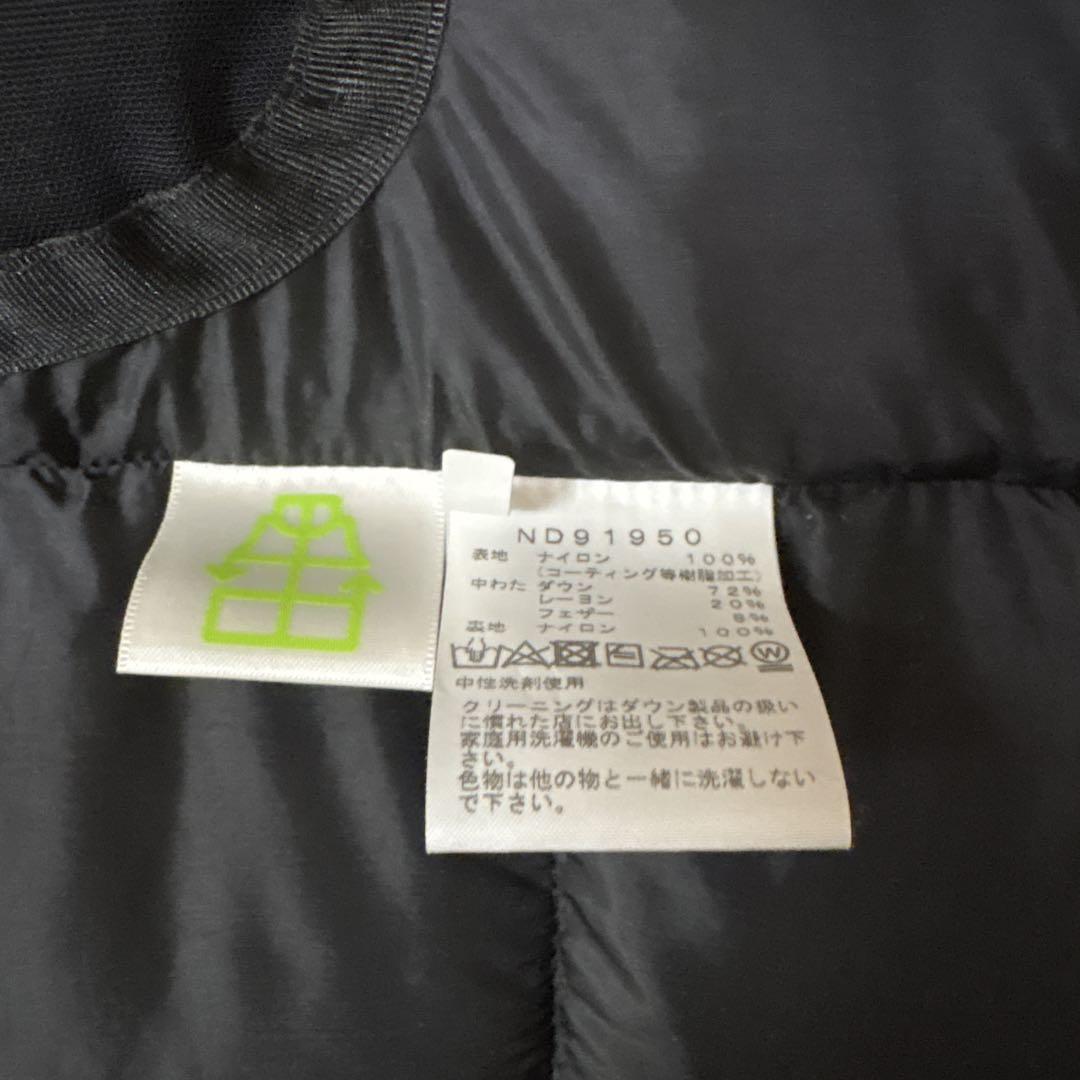 ND91950
表地 ナイロン 100%
(コーティング等樹脂加工)
中わた ダウン 72%
レーヨン 20%
フェザー 8%
裏地 ナイロン 100%
W
中性洗剤使用
クリーニングはダウン製品の扱い
に慣れた店にお出し下さい。
家庭用洗濯機のご使用はお避け下
さい。
色物は他の物と一緒に洗濯しない
で下さい。